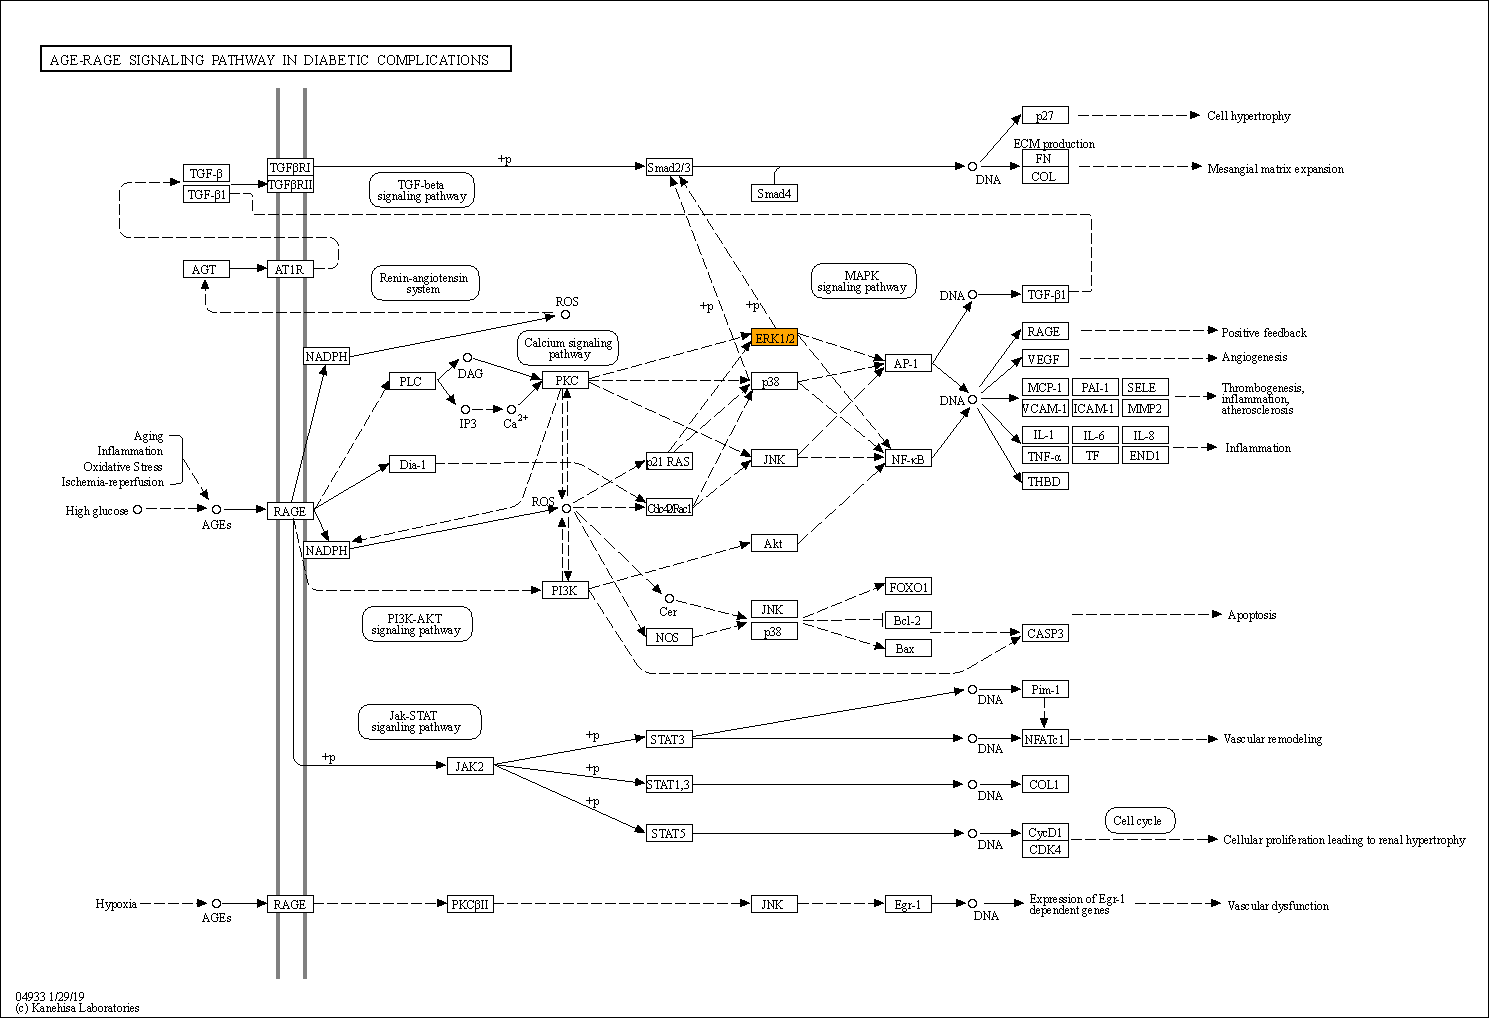 AGE-RAGE SIGNALING PATHWAY IN DIABETIC COMPLICATIONS
p27
Cell hypertrophy
ECM production
TGFβRI
+p
Smad2/3
DNA
FN
COL
Mesangial matrix expansion
TGF-β
TGFβRII
TGF-β1
TGF-beta
signaling pathway
Smad4
AGT
AT1R
Renin-angiotensin
system
MAPK
signaling pathway
ROS
+p
+p
DNA
TGF-β1
Calcium signaling
pathway
ERK1/2
RAGE
Positive feedback
NADPH
VEGF
Angiogenesis
DAG
AP-1
PLC
PKC
p38
MCP-1
PAI-1
SELE
Thrombogenesis,
inflammation,
atherosclerosis
DNA
VCAM-1
ICAM-1
MMP2
IP3
Ca2+
Aging
Inflammation
Oxidative Stress
Ischemia-reperfusion
IL-1
IL-6
IL-8
Inflammation
Dia-1
p21 RAS
JNK
NF-κB
TNF-α
TF
END1
THBD
High glucose
AGEs
RAGE
ROS
Cdc42/Rac1
NADPH
Akt
PI3K
FOXO1
Cer
JNK
p38
Bcl-2
Bax
CASP3
Apoptosis
PI3K-AKT
signaling pathway
NOS
Pim-1
DNA
Jak-STAT
siganling pathway
+p
STAT3
DNA
NFATc1
Vascular remodeling
+p
JAK2
+p
STAT1,3
DNA
COL1
+p
STAT5
DNA
CycD1
CDK4
Cell cycle
Cellular proliferation leading to renal hypertrophy
Hypoxia
AGEs
RAGE
PKCβII
JNK
Egr-1
DNA
Expression of Egr-1
dependent genes
Vascular dysfunction
04933 1/29/19
(c) Kanehisa Laboratories